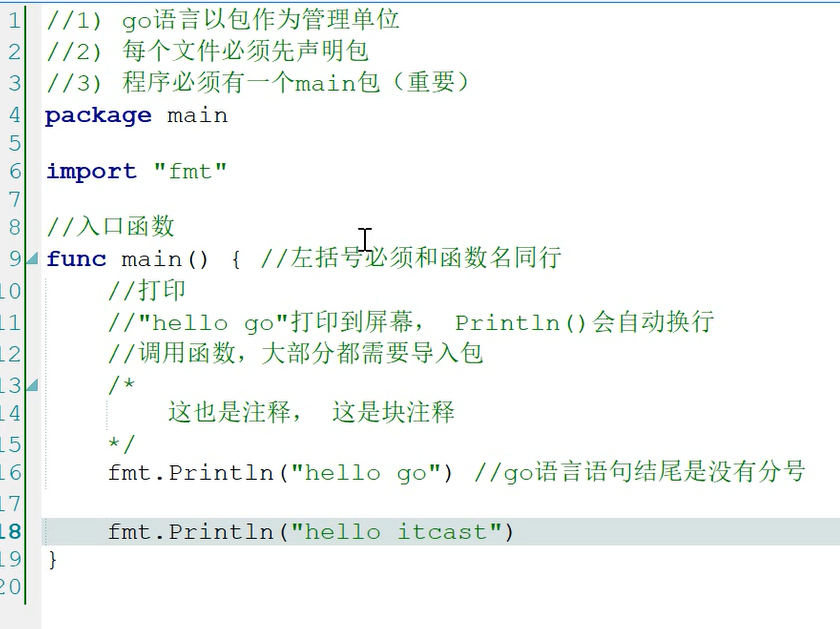 1 //1) go语言以包作为管理单位
2 //2) 每个文件必须先声明包
3 //3) 程序必须有一个main包（重要）
4 package main
5
6 import "fmt"
7
8 //入口函数
9 func main() { //左括号必须和函数名同行
10 //打印
11 //"hello go"打印到屏幕， Println()会自动换行
12 //调用函数，大部分都需要导入包
13 /*
14 这也是注释， 这是块注释
15 */
16 fmt.Println("hello go") //go语言语句结尾是没有分号
17
18 fmt.Println("hello itcast")
19 }
20